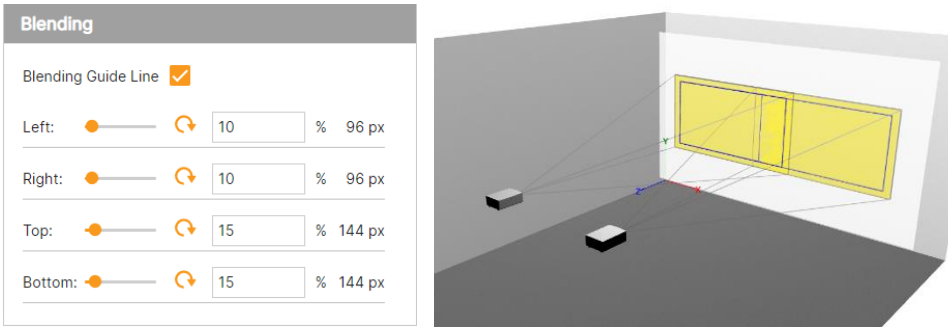 Blending
Blending Guide Line
Left: 10 % 96 px
Right: 10 % 96 px
Top: 15 % 144 px
Bottom: 15 % 144 px
Y
Z X